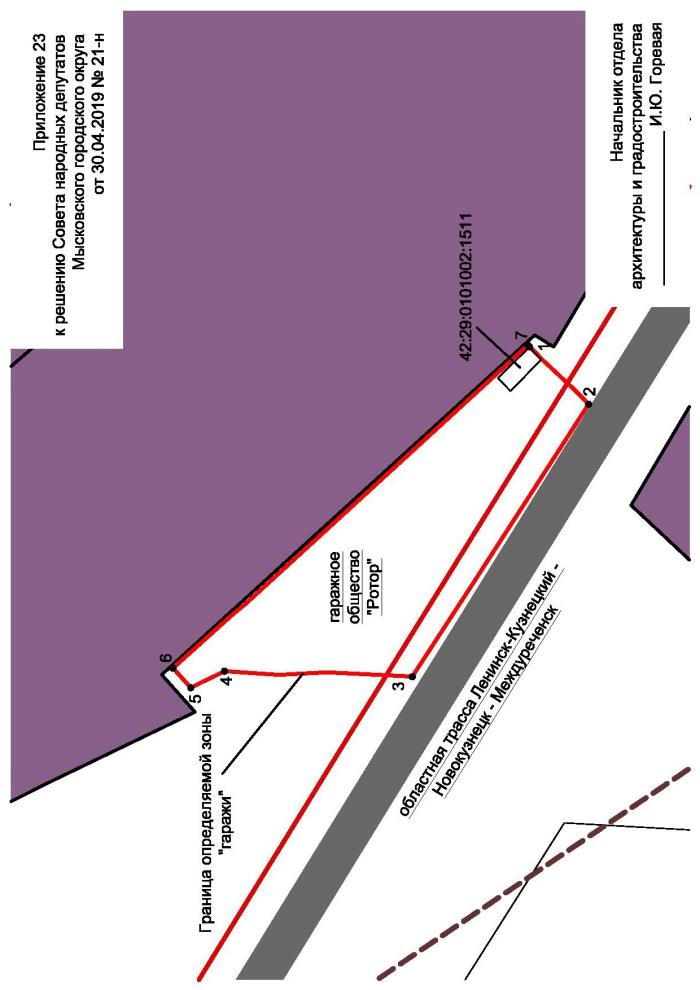 Приложение 23
к решению Совета народных депутатов
Мысковского городского округа
от 30.04.2019 № 21-н
42:29:0101002:1511
7
1
2
6
5
4
3
гаражное
общество
"Ротор"
Граница определяемой зоны
"гаражи"
областная трасса Ленинск-Кузнецкий -
Новокузнецк - Междуреченск
Начальник отдела
архитектуры и градостроительства
И.Ю. Горевая